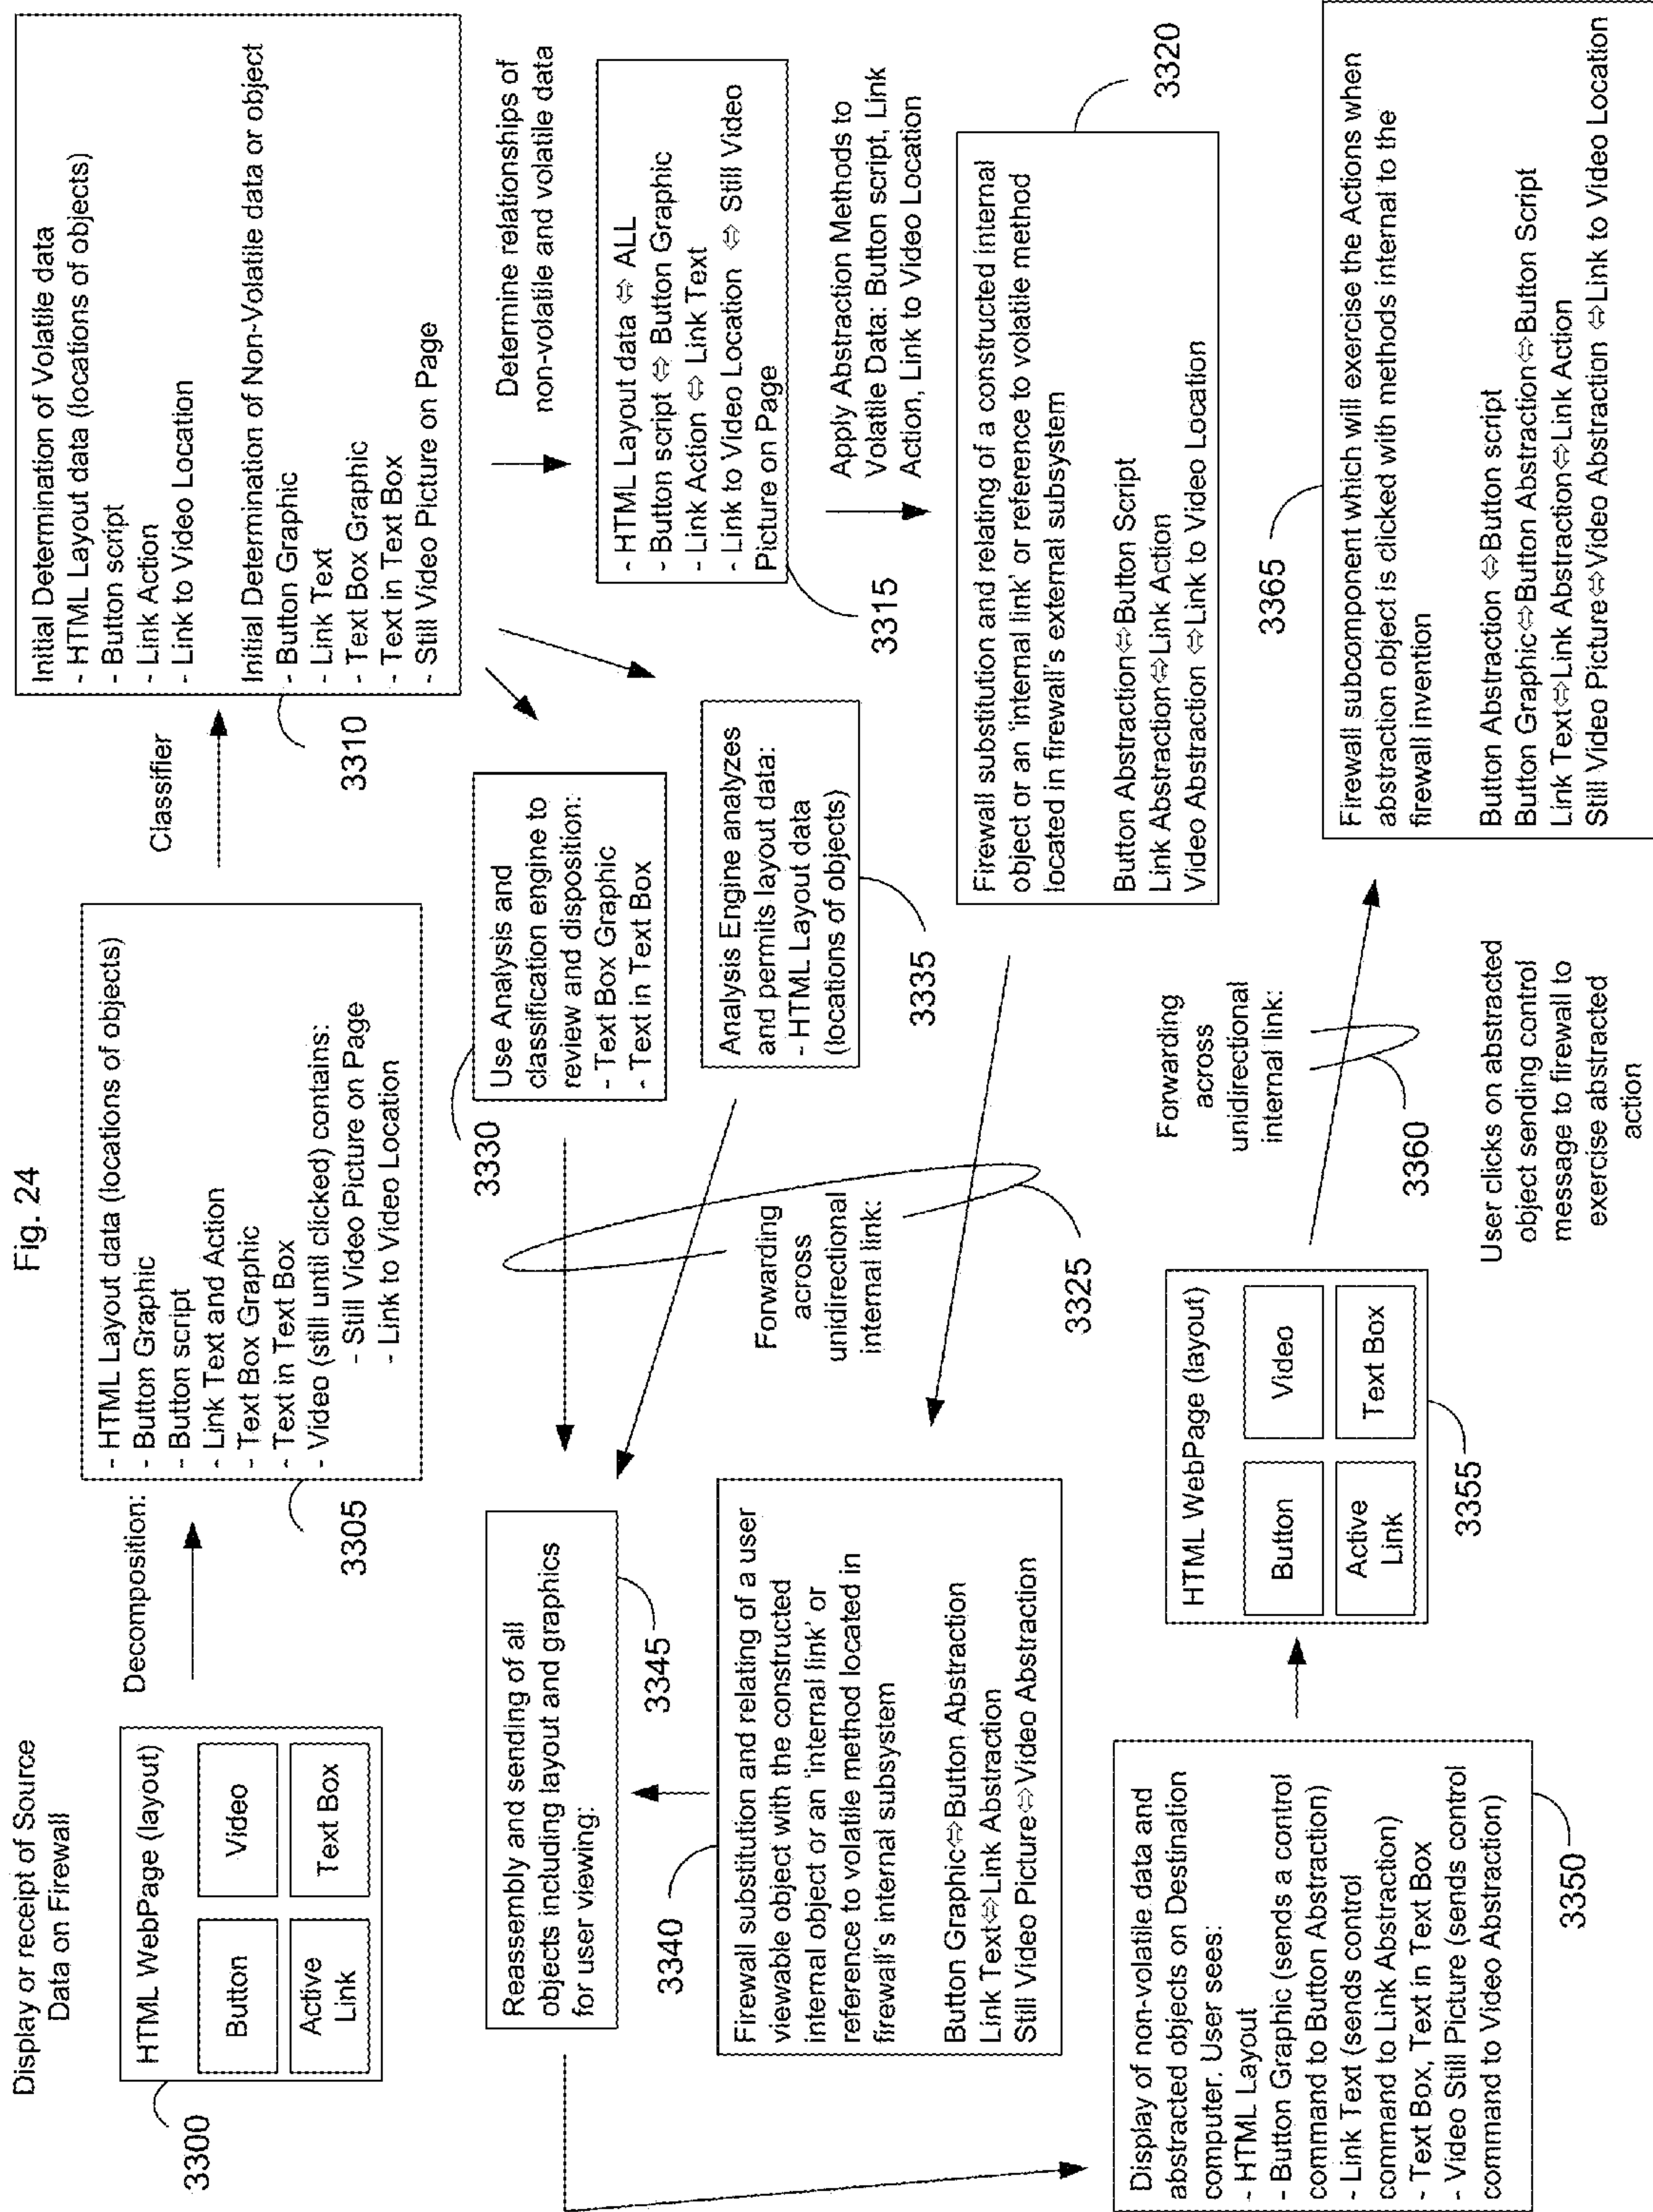 Fig. 24
Display or receipt of Source
Data on Firewall
HTML WebPage (layout)
Button
Video
Active
Link
Text Box
3300
Decomposition:
- HTML Layout data (locations of objects)
- Button Graphic
- Button script
- Link Text and Action
- Text Box Graphic
- Text in Text Box
- Video (still until clicked) contains:
- Still Video Picture on Page
- Link to Video Location
3305
Classifier
Initial Determination of Volatile data
- HTML Layout data (locations of objects)
- Button script
- Link Action
- Link to Video Location
Initial Determination of Non-Volatile data or object
- Button Graphic
- Link Text
- Text Box Graphic
- Text in Text Box
- Still Video Picture on Page
3310
Determine relationships of
non-volatile and volatile data
- HTML Layout data ⇔ ALL
- Button script ⇔ Button Graphic
- Link Action ⇔ Link Text
- Link to Video Location ⇔ Still Video
Picture on Page
3315
Apply Abstraction Methods to
Volatile Data: Button script, Link
Action, Link to Video Location
Firewall substitution and relating of a constructed internal
object or an 'internal link' or reference to volatile method
located in firewall's external subsystem
Button Abstraction⇔Button Script
Link Abstraction⇔Link Action
Video Abstraction ⇔Link to Video Location
3320
Use Analysis and
classification engine to
review and disposition:
- Text Box Graphic
- Text in Text Box
3330
Analysis Engine analyzes
and permits layout data:
- HTML Layout data
(locations of objects)
3335
Forwarding
across
unidirectional
internal link:
3325
Reassembly and sending of all
objects including layout and graphics
for user viewing:
3345
Firewall substitution and relating of a user
viewable object with the constructed
internal object or an 'internal link' or
reference to volatile method located in
firewall's internal subsystem
Button Graphic⇔Button Abstraction
Link Text⇔Link Abstraction
Still Video Picture⇔Video Abstraction
3340
Display of non-volatile data and
abstracted objects on Destination
computer. User sees:
- HTML Layout
- Button Graphic (sends a control
command to Button Abstraction)
- Link Text (sends control
command to Link Abstraction)
- Text Box, Text in Text Box
- Video Still Picture (sends control
command to Video Abstraction)
3350
HTML WebPage (layout)
Button
Video
Active
Link
Text Box
3355
Forwarding
across
unidirectional
internal link:
3360
User clicks on abstracted
object sending control
message to firewall to
exercise abstracted
action
3365
Firewall subcomponent which will exercise the Actions when
abstraction object is clicked with methods internal to the
firewall invention
Button Abstraction ⇔Button script
Button Graphic⇔Button Abstraction⇔Button Script
Link Text⇔Link Abstraction⇔Link Action
Still Video Picture⇔Video Abstraction ⇔Link to Video Location